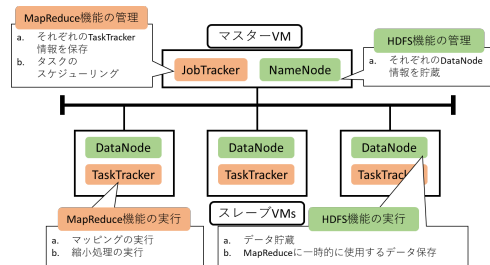 MapReduce機能の管理
a. それぞれのTaskTracker
情報を保存
b. タスクの
スケジューリング
マスターVM
JobTracker
NameNode
HDFS機能の管理
a. それぞれのDataNode
情報を貯蔵
DataNode
TaskTracker
DataNode
TaskTracker
DataNode
TaskTracker
MapReduce機能の実行
a. マッピングの実行
b. 縮小処理の実行
スレーブVMs
HDFS機能の実行
a. データ貯蔵
b. MapReduceに一時的に使用するデータ保存